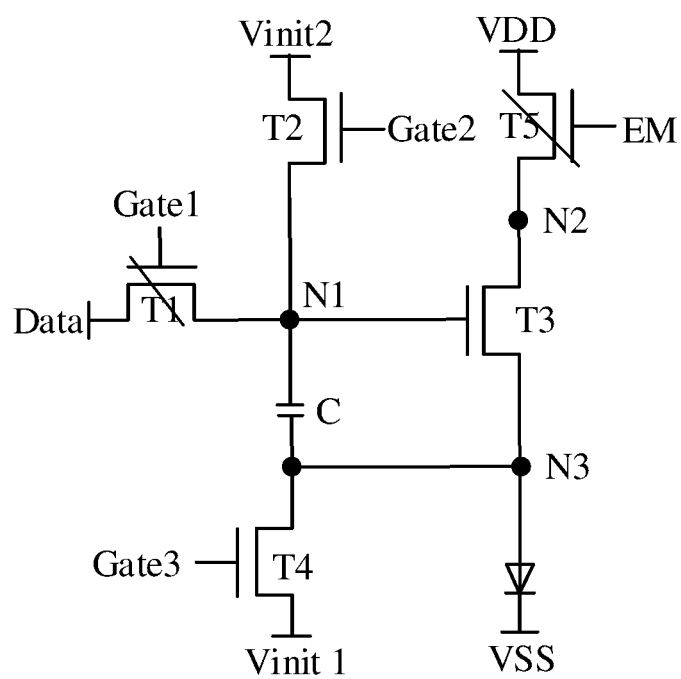 Vinit2
VDD
T2
Gate2
T5
EM
Gate1
N2
N1
Data
T1
T3
C
N3
Gate3
T4
Vinit 1
VSS